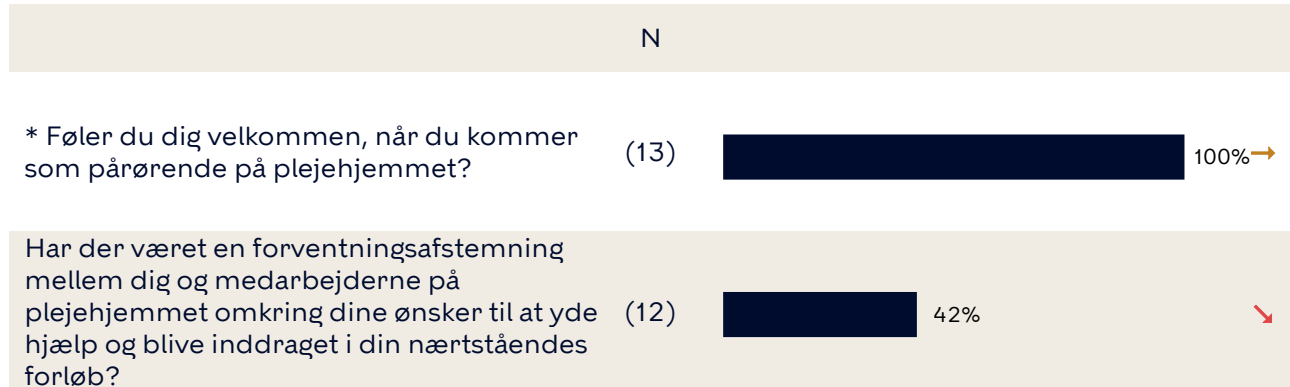 N
* Føler du dig velkommen, når du kommer
som pårørende på plejehjemmet?
(13)
100%
Har der været en forventningsafstemning
mellem dig og medarbejderne på
plejehjemmet omkring dine ønsker til at yde
hjælp og blive inddraget i din nærtståendes
forløb?
(12)
42%